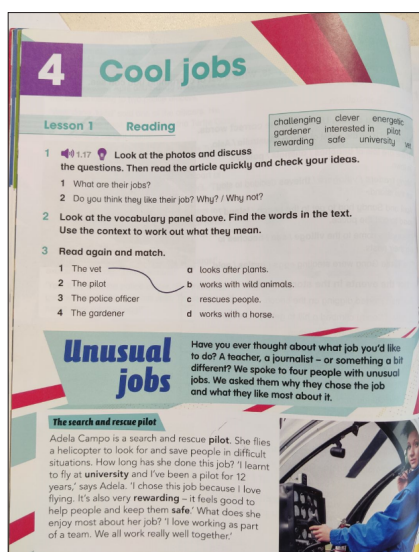 4 Cool jobs
Lesson 1 Reading
challenging clever energetic
gardener interested in pilot
rewarding safe university vet
1 1.17 Look at the photos and discuss
the questions. Then read the article quickly and check your ideas.
1 What are their jobs?
2 Do you think they like their job? Why? / Why not?
2 Look at the vocabulary panel above. Find the words in the text.
Use the context to work out what they mean.
3 Read again and match.
1 The vet a looks after plants.
2 The pilot b works with wild animals.
3 The police officer c rescues people.
4 The gardener d works with a horse.
Unusual
jobs
Have you ever thought about what job you'd like
to do? A teacher, a journalist – or something a bit
different? We spoke to four people with unusual
jobs. We asked them why they chose the job
and what they like most about it.
The search and rescue pilot
Adela Campo is a search and rescue pilot. She flies
a helicopter to look for and save people in difficult
situations. How long has she done this job? 'I learnt
to fly at university and I've been a pilot for 12
years,' says Adela. 'I chose this job because I love
flying. It's also very rewarding – it feels good to
help people and keep them safe.' What does she
enjoy most about her job? 'I love working as part
of a team. We all work really well together.'